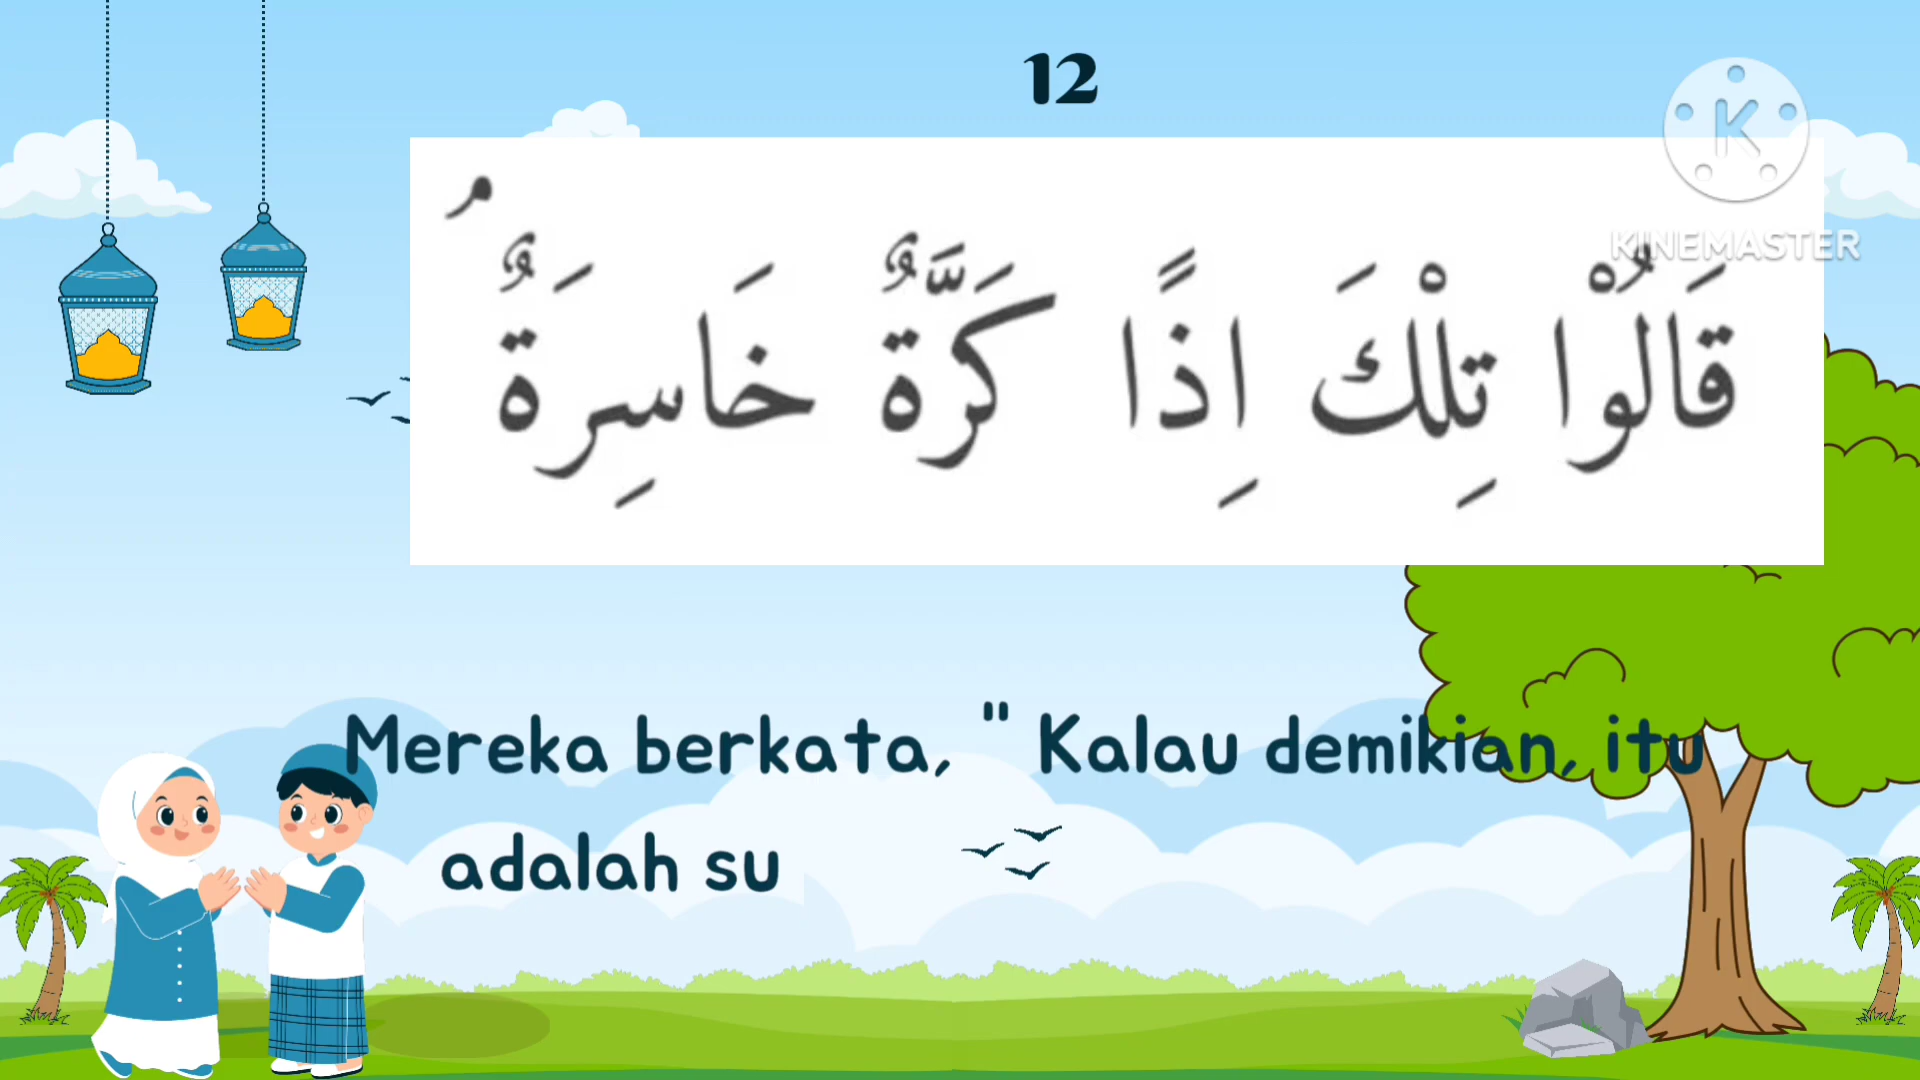 12
قَالُوْا تِلْكَ اِذًا كَرَّةٌ خَاسِرَةٌ ۘ
K
KINEMASTER
Mereka berkata, " Kalau demikian, itu
adalah su